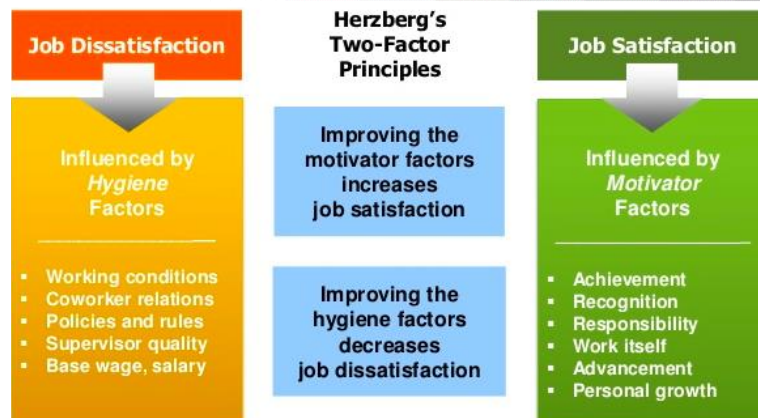 Job Dissatisfaction
Influenced by
Hygiene
Factors
▪ Working conditions
▪ Coworker relations
▪ Policies and rules
▪ Supervisor quality
▪ Base wage, salary
Herzberg's
Two-Factor
Principles
Improving the
motivator factors
increases
job satisfaction
Improving the
hygiene factors
decreases
job dissatisfaction
Job Satisfaction
Influenced by
Motivator
Factors
▪ Achievement
▪ Recognition
▪ Responsibility
▪ Work itself
▪ Advancement
▪ Personal growth